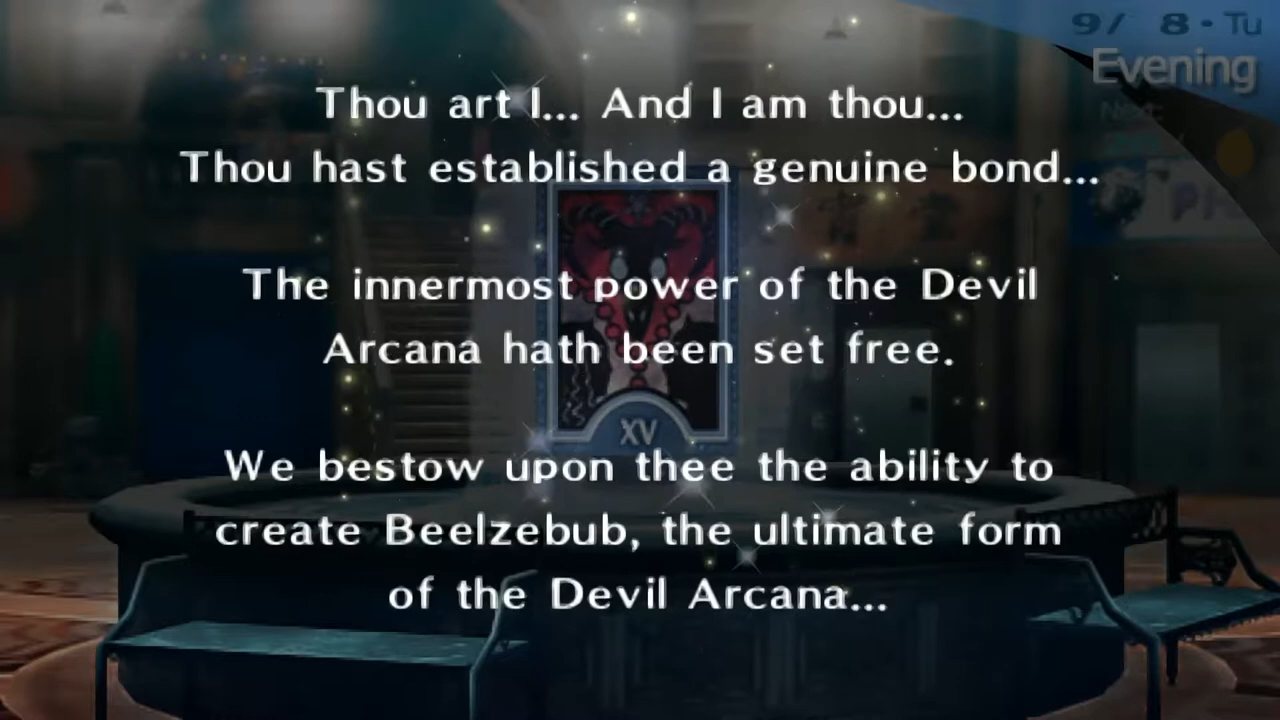 9/ 8 - Tu
Evening
Thou art I... And I am thou...
Thou hast established a genuine bond...
The innermost power of the Devil
Arcana hath been set free.
XV
We bestow upon thee the ability to
create Beelzebub, the ultimate form
of the Devil Arcana...